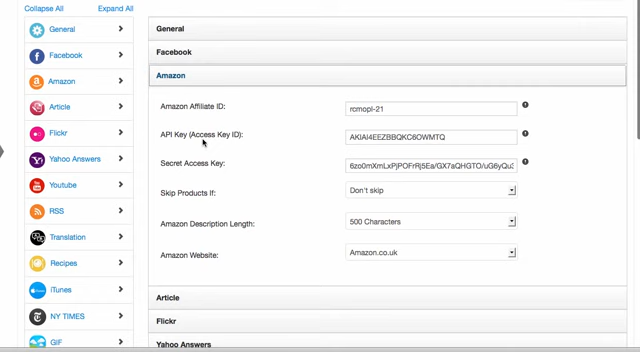 Collapse All Expand All
General
Facebook
Amazon
Article
Flickr
Yahoo Answers
Youtube
RSS
Translation
Recipes
iTunes
NY TIMES
GIF
General
Facebook
Amazon
Amazon Affiliate ID: rcmopl-21
API Key (Access Key ID):
Secret Access Key:
Skip Products If: Don't skip
Amazon Description Length: 500 Characters
Amazon Website: Amazon.co.uk
Article
Flickr
Yahoo Answers